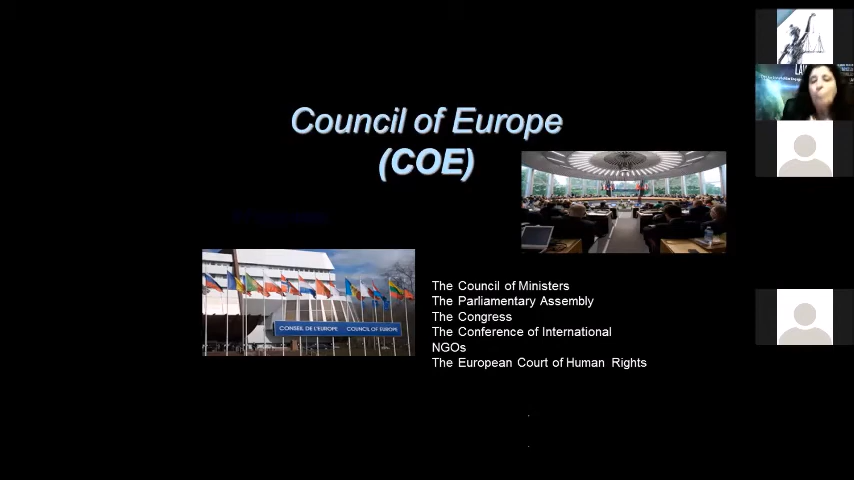 Council of Europe
(COE)
CONSEIL DE L'EUROPE COUNCIL OF EUROPE
The Council of Ministers
The Parliamentary Assembly
The Congress
The Conference of International
NGOs
The European Court of Human Rights